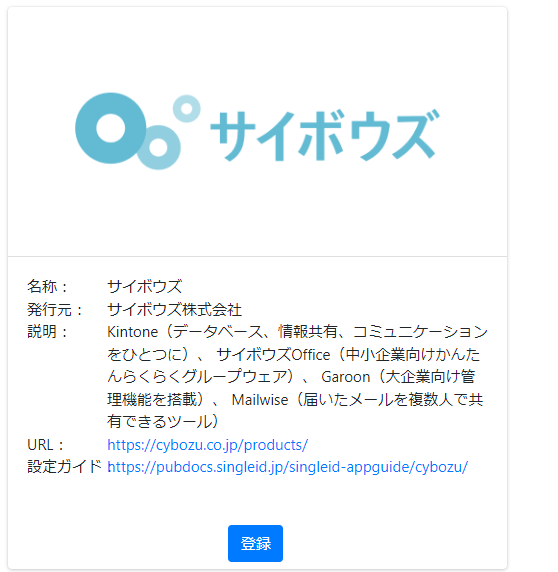 サイボウズ
名称： サイボウズ
発行元： サイボウズ株式会社
説明： Kintone（データベース、情報共有、コミュニケーション
をひとつに）、 サイボウズOffice（中小企業向けかんた
んらくらくグループウェア）、 Garoon（大企業向け管
理機能を搭載）、 Mailwise（届いたメールを複数人で共
有できるツール）
URL： https://cybozu.co.jp/products/
設定ガイド： https://pubdocs.singleid.jp/singleid-appguide/cybozu/
登録